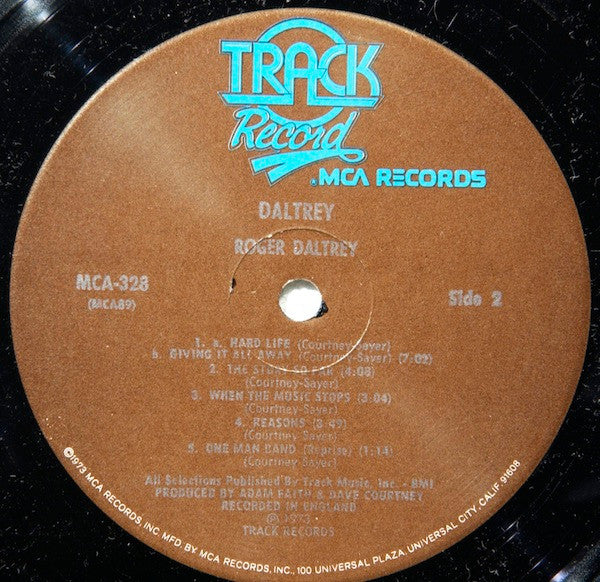 TRACK
Record
MCA RECORDS
DALTREY
ROGER DALTREY
MCA-328
(MCA89)
Side 2
1. a. HARD LIFE (Courtney-Sayer)
b. GIVING IT ALL AWAY (Courtney-Sayer) (7:02)
2. THE STORY SO FAR (4:08)
(Courtney-Sayer)
3. WHEN THE MUSIC STOPS (3:04)
(Courtney-Sayer)
4. REASONS (3:49)
(Courtney-Sayer)
5. ONE MAN BAND (Reprise) (1:14)
(Courtney-Sayer)
All Selections Published By Track Music, Inc. - BMI
PRODUCED BY ADAM FAITH & DAVE COURTNEY
RECORDED IN ENGLAND
℗ 1973
TRACK RECORDS
©1973 MCA RECORDS, INC. MFD. BY MCA RECORDS, INC., 100 UNIVERSAL PLAZA, UNIVERSAL CITY, CALIF. 91608